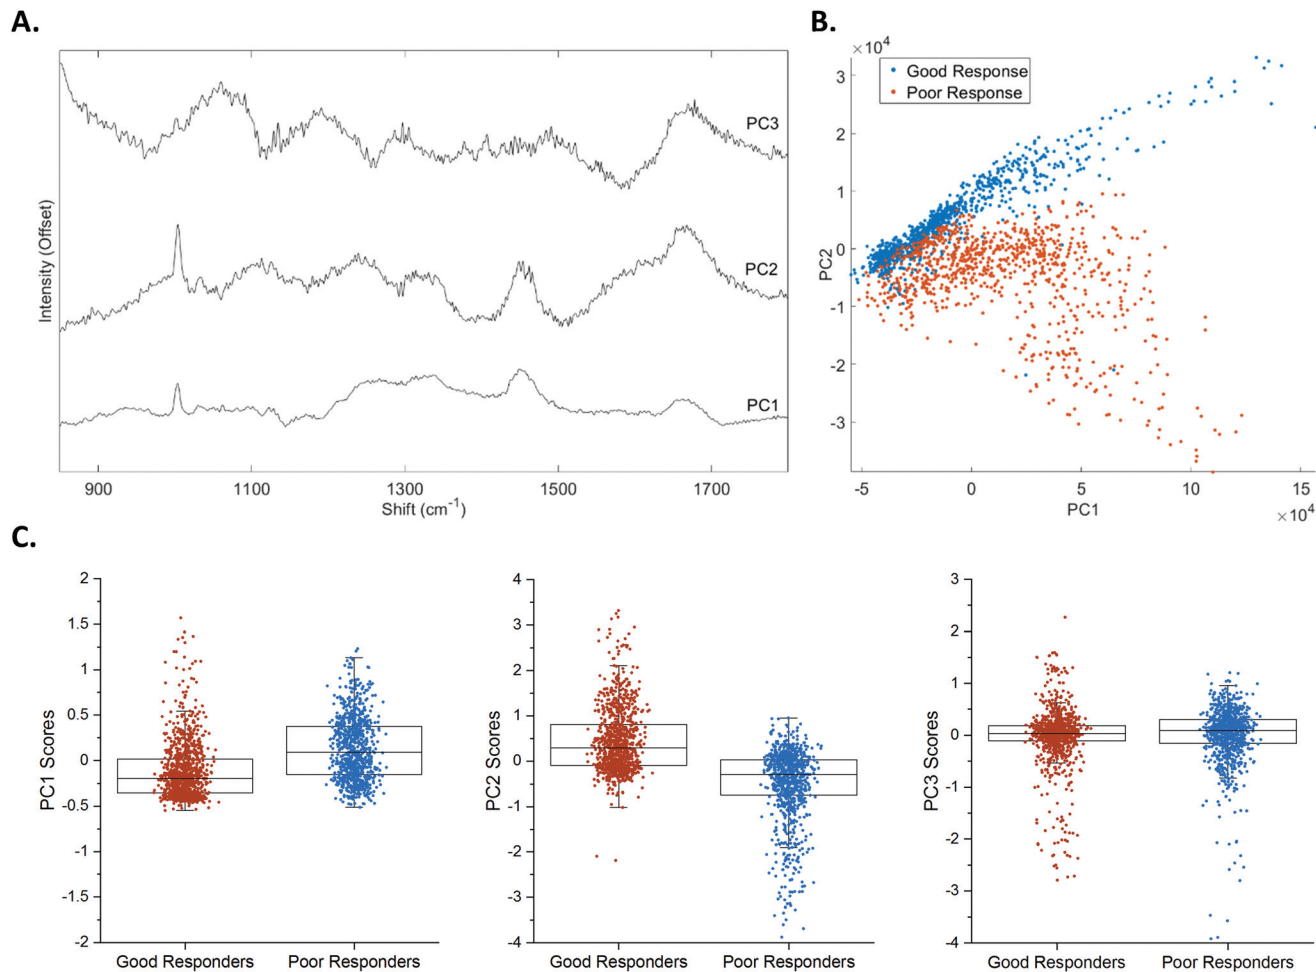 A.
PC3
PC2
PC1
Intensity (Offset)
900 1100 1300 1500 1700
Shift (cm⁻¹)
B.
×10⁴
Good Response
Poor Response
3
2
1
0
-1
-2
-3
PC2
-5 0 5 10 15
PC1
×10⁴
C.
2
1.5
1
0.5
0
-0.5
-1
-1.5
-2
PC1 Scores
Good Responders Poor Responders
4
3
2
1
0
-1
-2
-3
-4
PC2 Scores
Good Responders Poor Responders
3
2
1
0
-1
-2
-3
-4
PC3 Scores
Good Responders Poor Responders